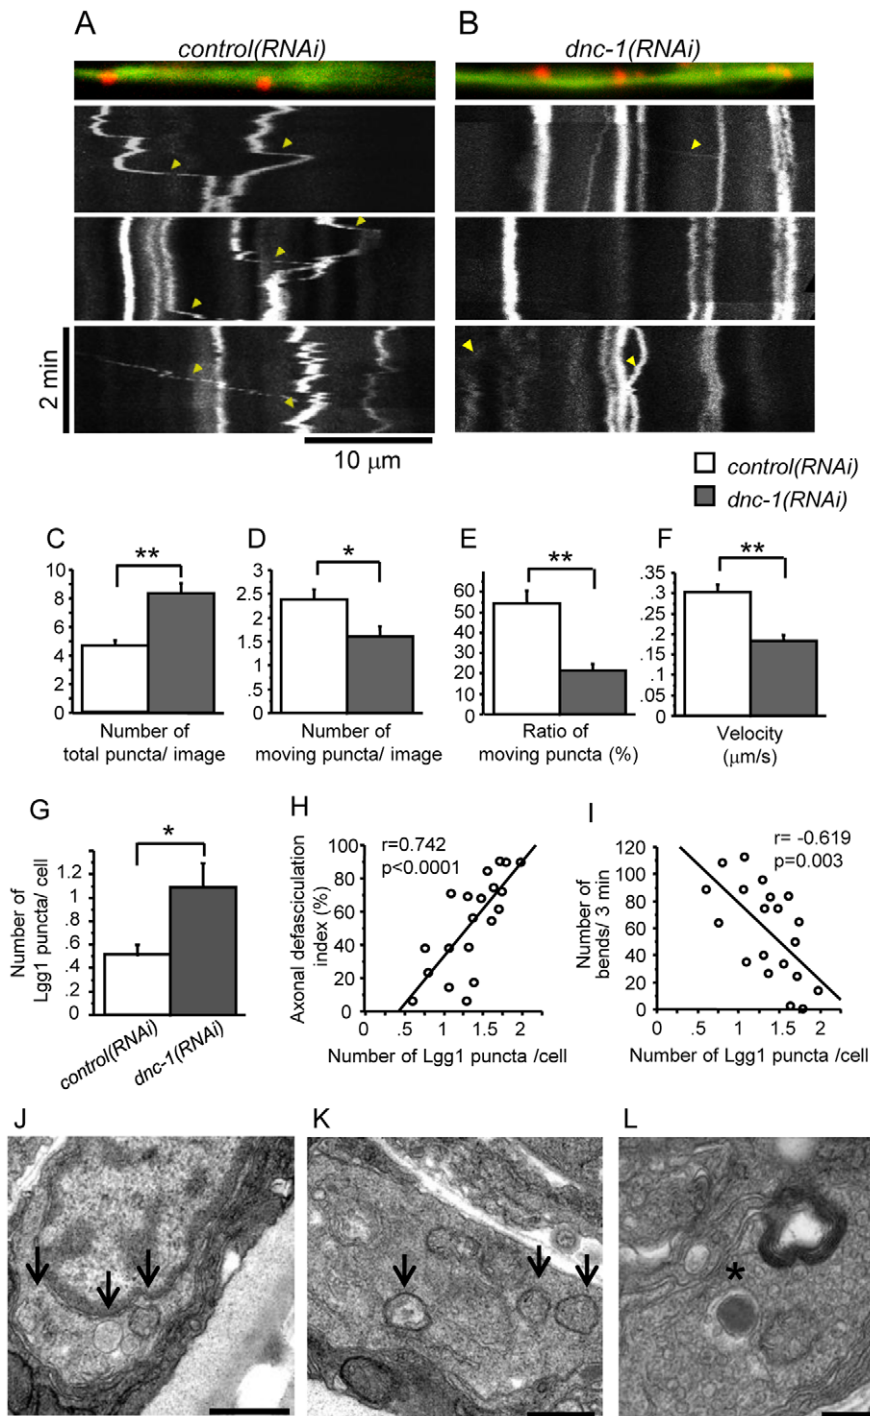 A
control(RNAi)
B
dnc-1(RNAi)
2 min
10 μm
control(RNAi)
dnc-1(RNAi)
C
**
10
8
6
4
2
0
Number of
total puncta/ image
D
*
3
2.5
2
1.5
1
.5
0
Number of
moving puncta/ image
E
**
60
50
40
30
20
10
0
Ratio of
moving puncta (%)
F
**
.35
.3
.25
.2
.15
.1
.05
0
Velocity
(μm/s)
G
*
Number of
Lgg1 puncta/ cell
1.2
1
.8
.6
.4
.2
0
control(RNAi)
dnc-1(RNAi)
H
r=0.742
p<0.0001
Axonal defasciculation
index (%)
100
80
60
40
20
0
0 .5 1 1.5 2
Number of Lgg1 puncta /cell
I
r= -0.619
p=0.003
Number of
bends/ 3 min
120
100
80
60
40
20
0
0 .5 1 1.5 2
Number of Lgg1 puncta /cell
J
K
L
*